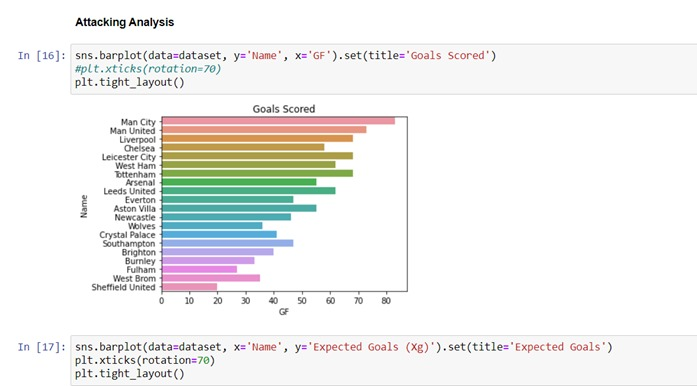 Attacking Analysis
In [16]: sns.barplot(data=dataset, y='Name', x='GF').set(title='Goals Scored')
#plt.xticks(rotation=70)
plt.tight_layout()
Goals Scored
Man City
Man United
Liverpool
Chelsea
Leicester City
West Ham
Tottenham
Arsenal
Leeds United
Everton
Aston Villa
Newcastle
Wolves
Crystal Palace
Southampton
Brighton
Burnley
Fulham
West Brom
Sheffield United
Name
0 10 20 30 40 50 60 70 80
GF
In [17]: sns.barplot(data=dataset, x='Name', y='Expected Goals (Xg)').set(title='Expected Goals')
plt.xticks(rotation=70)
plt.tight_layout()